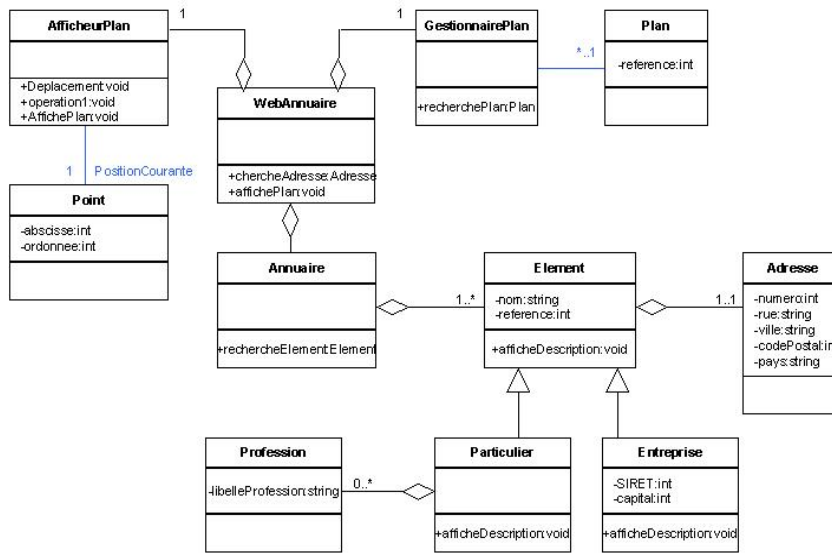 AfficheurPlan
1
1
GestionnairePlan
Plan
-reference:int
*..1
+Deplacement:void
+operation1:void
+AffichePlan:void
WebAnnuaire
+recherchePlan:Plan
1
PositionCourante
+chercheAdresse:Adresse
+affichePlan:void
Point
-abscisse:int
-ordonnee:int
Annuaire
Element
Adresse
1..*
-nom:string
-reference:int
1..1
-numero:int
-rue:string
-ville:string
-codePostal:in
-pays:string
+rechercheElement:Element
+afficheDescription:void
Profession
Particulier
Entreprise
-libelleProfession:string
0..*
-SIRET:int
-capital:int
+afficheDescription:void
+afficheDescription:void